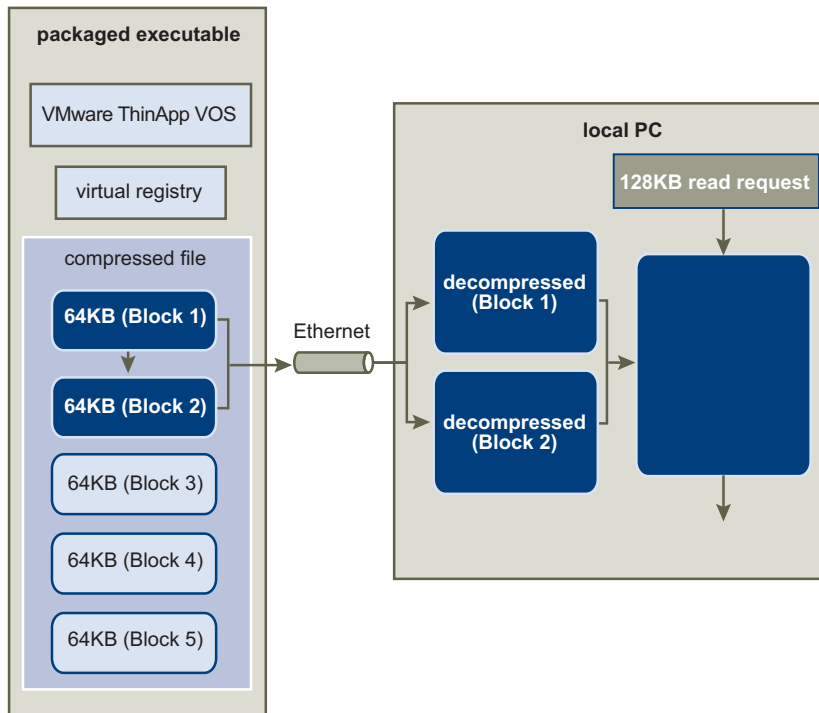 packaged executable
VMware ThinApp VOS
virtual registry
compressed file
64KB (Block 1)
64KB (Block 2)
64KB (Block 3)
64KB (Block 4)
64KB (Block 5)
Ethernet
local PC
128KB read request
decompressed
(Block 1)
decompressed
(Block 2)